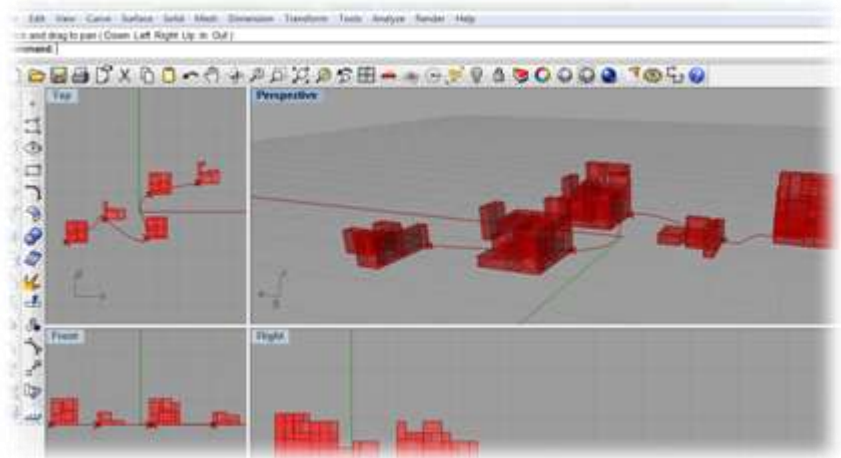 Edit View Curve Surface Solid Mesh Dimension Transform Tools Analyze Render Help
and drag to pan ( Down Left Right Up In Out )
ommand:
Top
Perspective
Front
Right